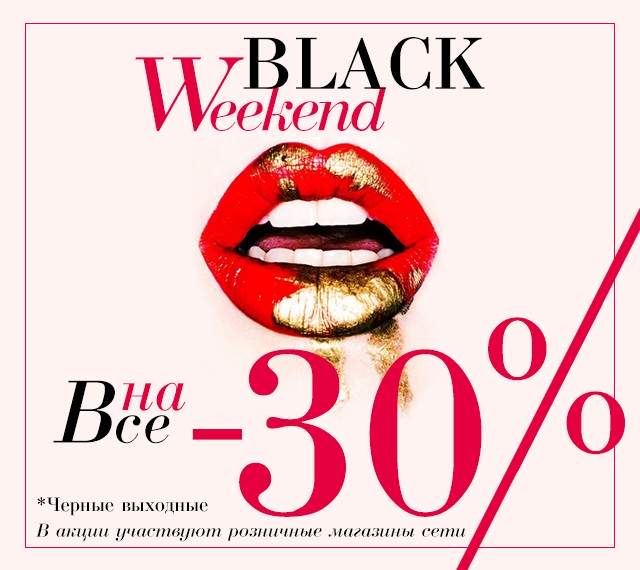 BLACK
Weekend
на
Все
-30%
*Черные выходные
В акции участвуют розничные магазины сети